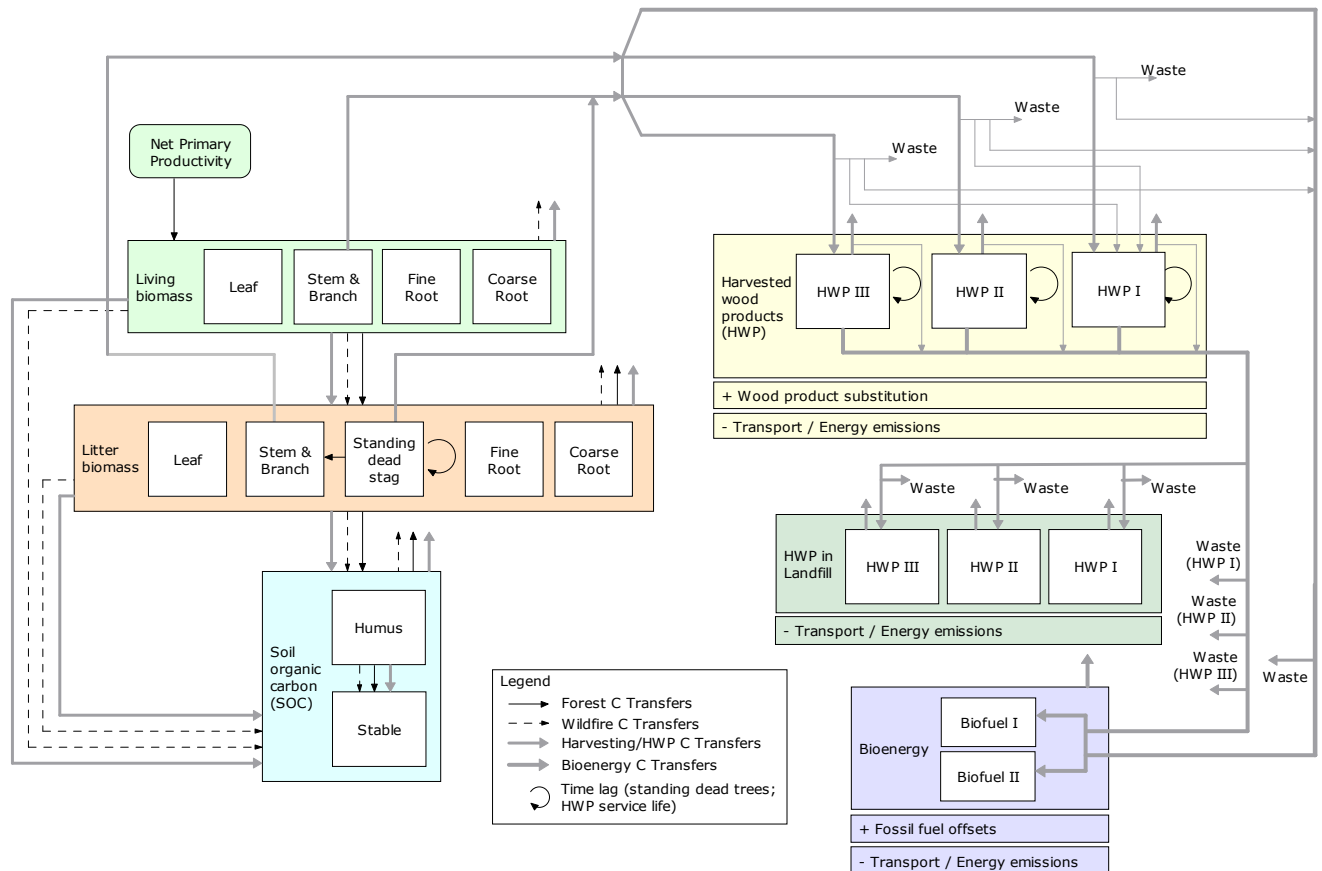 Waste
Waste
Waste
Net Primary
Productivity
Living
biomass
Leaf
Stem &
Branch
Fine
Root
Coarse
Root
Harvested
wood
products
(HWP)
HWP III
HWP II
HWP I
+ Wood product substitution
- Transport / Energy emissions
Litter
biomass
Leaf
Stem &
Branch
Standing
dead
stag
Fine
Root
Coarse
Root
Waste
Waste
Waste
HWP in
Landfill
HWP III
HWP II
HWP I
- Transport / Energy emissions
Waste
(HWP I)
Waste
(HWP II)
Waste
(HWP III)
Waste
Soil
organic
carbon
(SOC)
Humus
Stable
Legend
Forest C Transfers
Wildfire C Transfers
Harvesting/HWP C Transfers
Bioenergy C Transfers
Time lag (standing dead trees;
HWP service life)
Bioenergy
Biofuel I
Biofuel II
+ Fossil fuel offsets
- Transport / Energy emissions